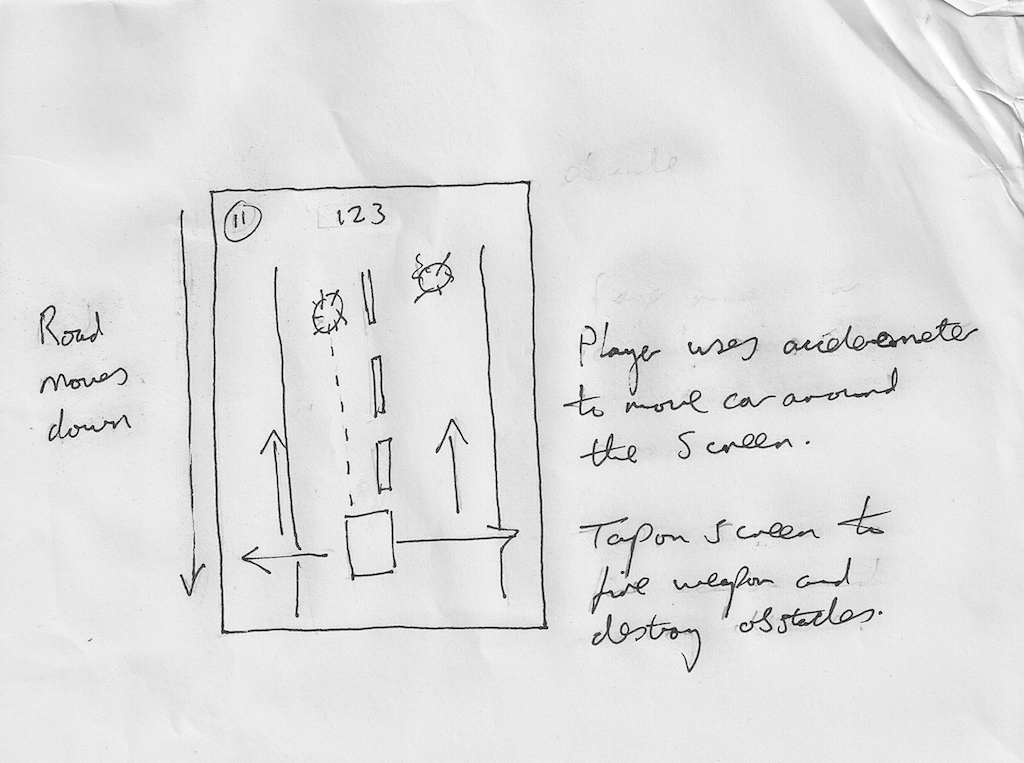 11
123
Road
moves
down
Player uses accelerometer
to move car around
the screen.
Tap on screen to
fire weapon and
destroy obstacles.